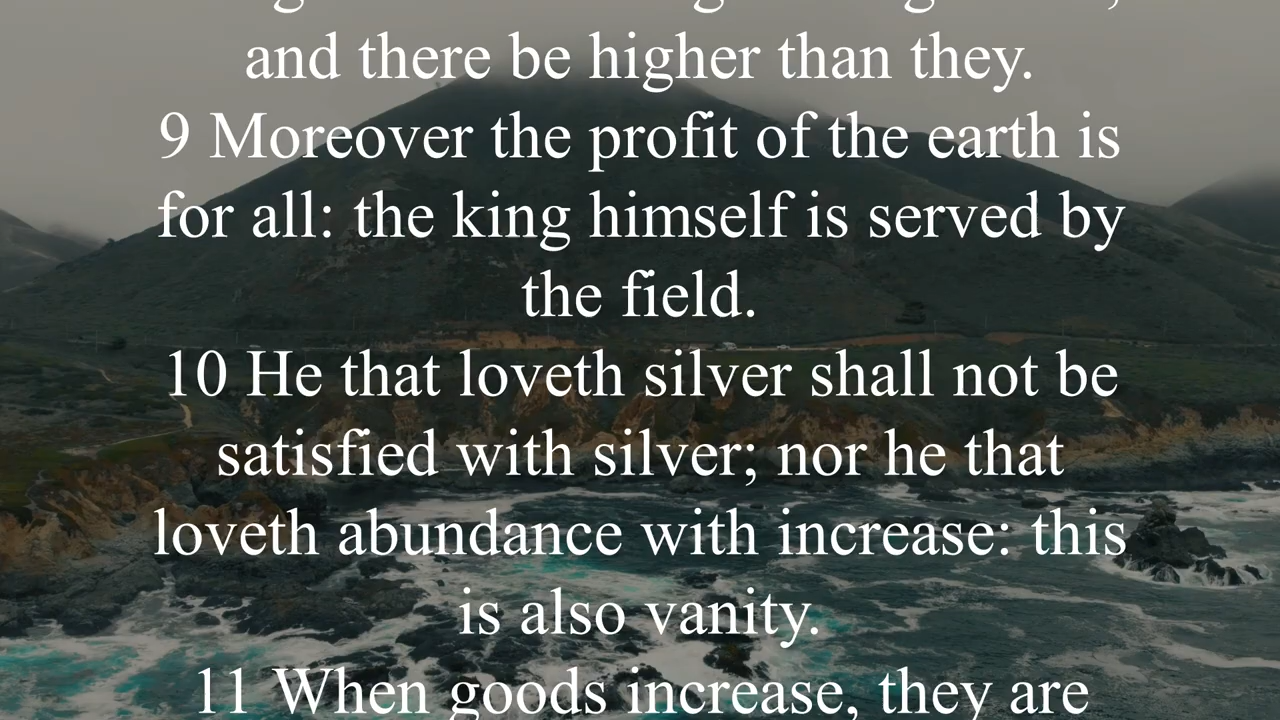 and there be higher than they.
9 Moreover the profit of the earth is
for all: the king himself is served by
the field.
10 He that loveth silver shall not be
satisfied with silver; nor he that
loveth abundance with increase: this
is also vanity.
11 When goods increase, they are